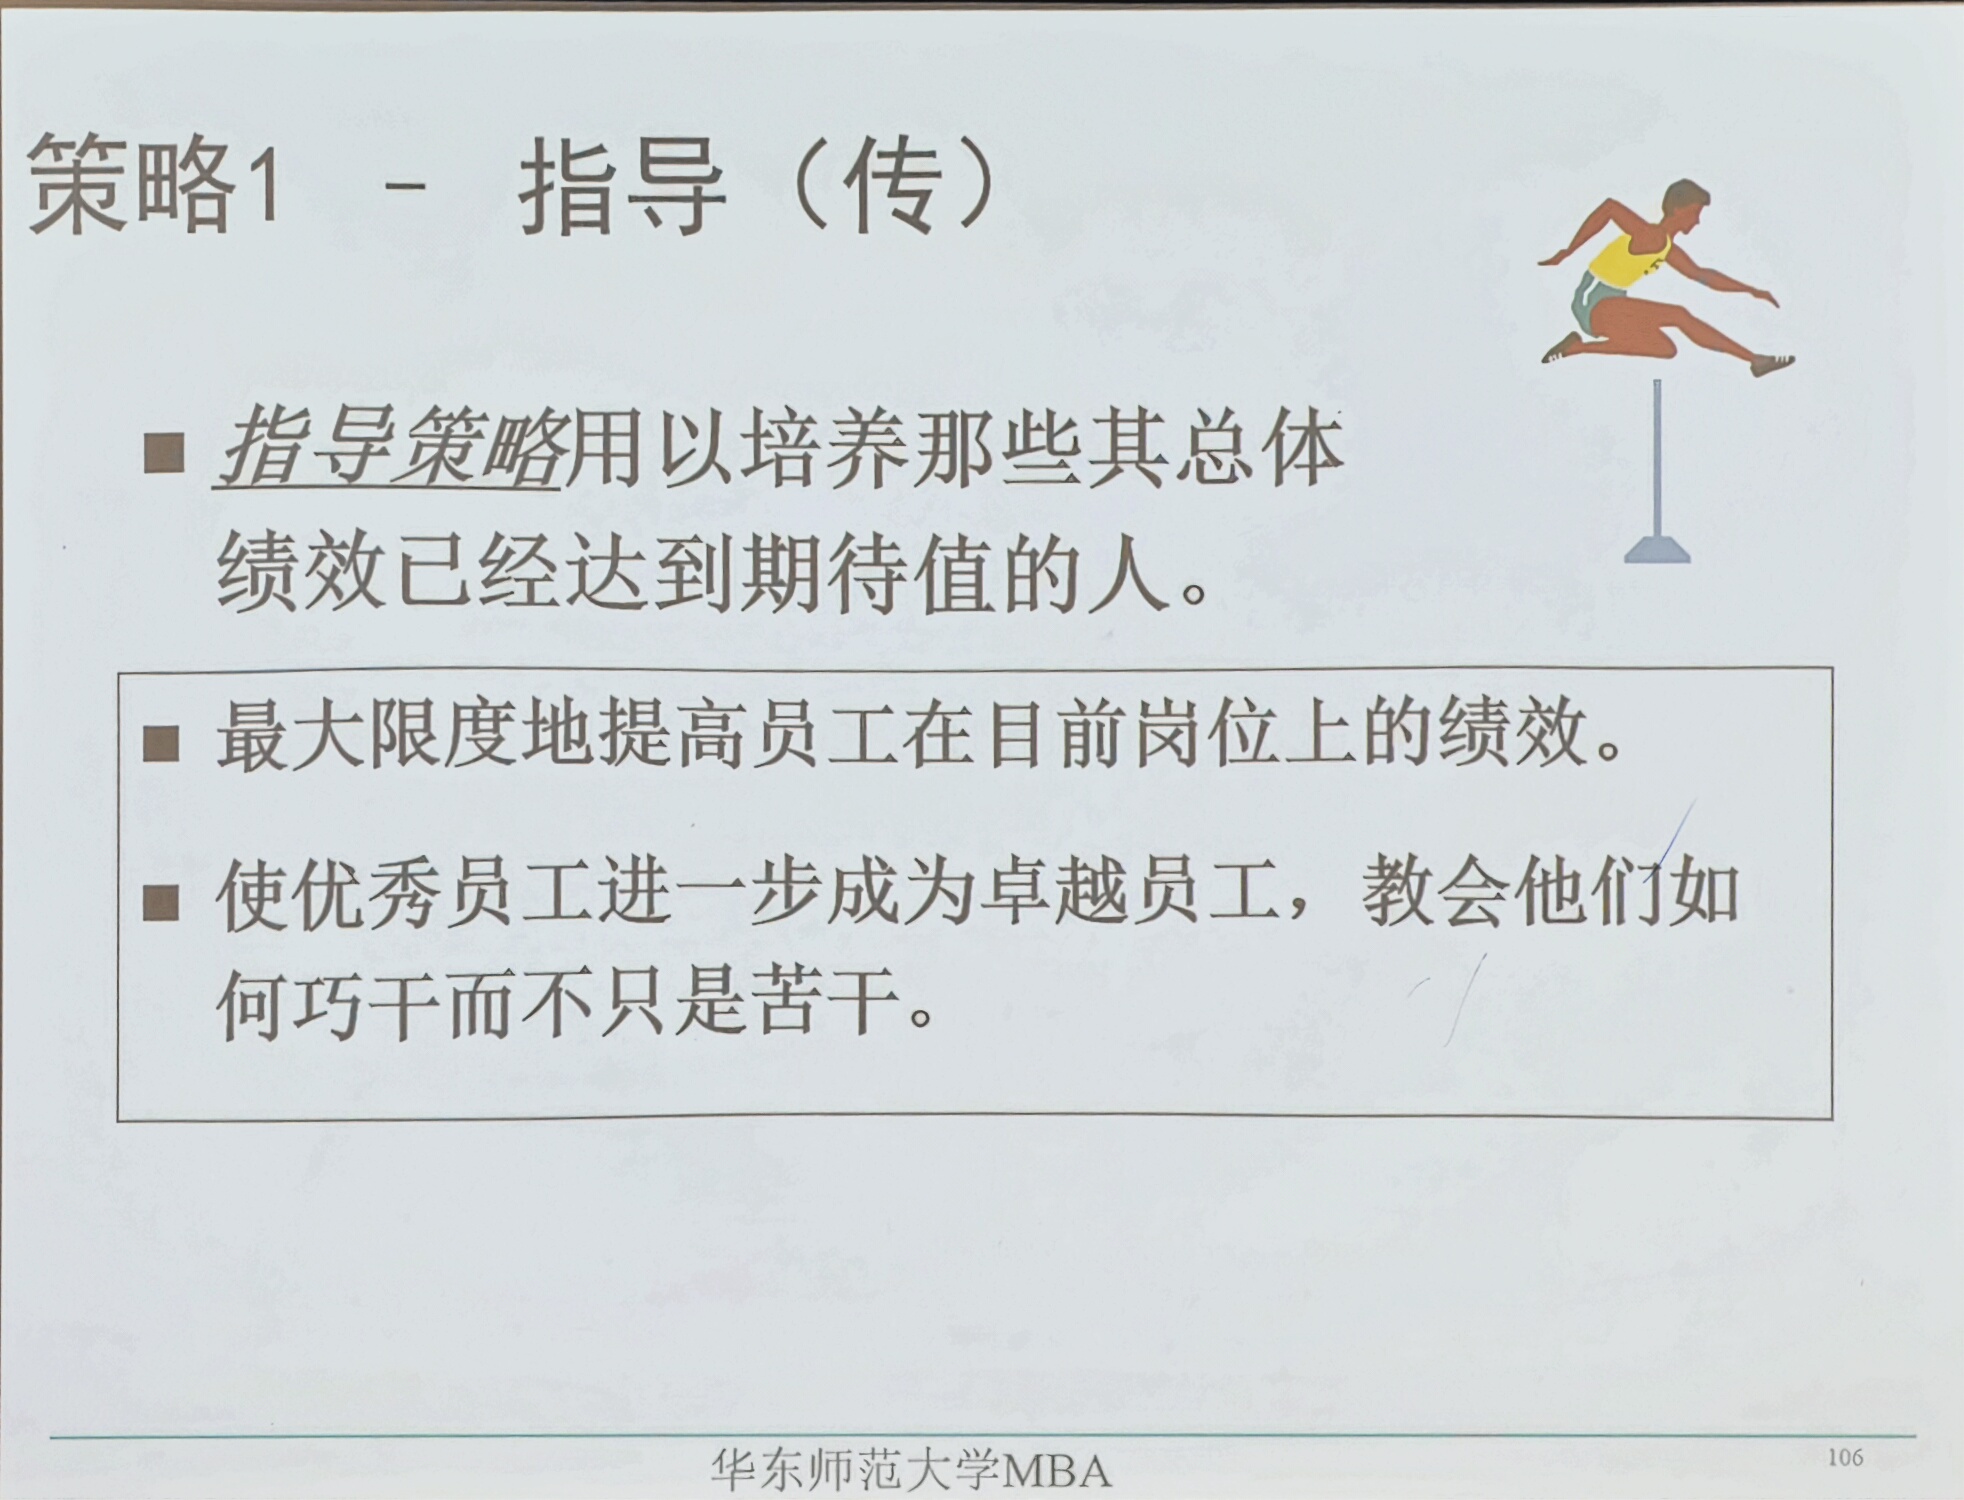 策略1 - 指导（传）
■ 指导策略用以培养那些其总体
绩效已经达到期待值的人。
■ 最大限度地提高员工在目前岗位上的绩效。
■ 使优秀员工进一步成为卓越员工，教会他们如
何巧干而不只是苦干。
华东师范大学MBA
106